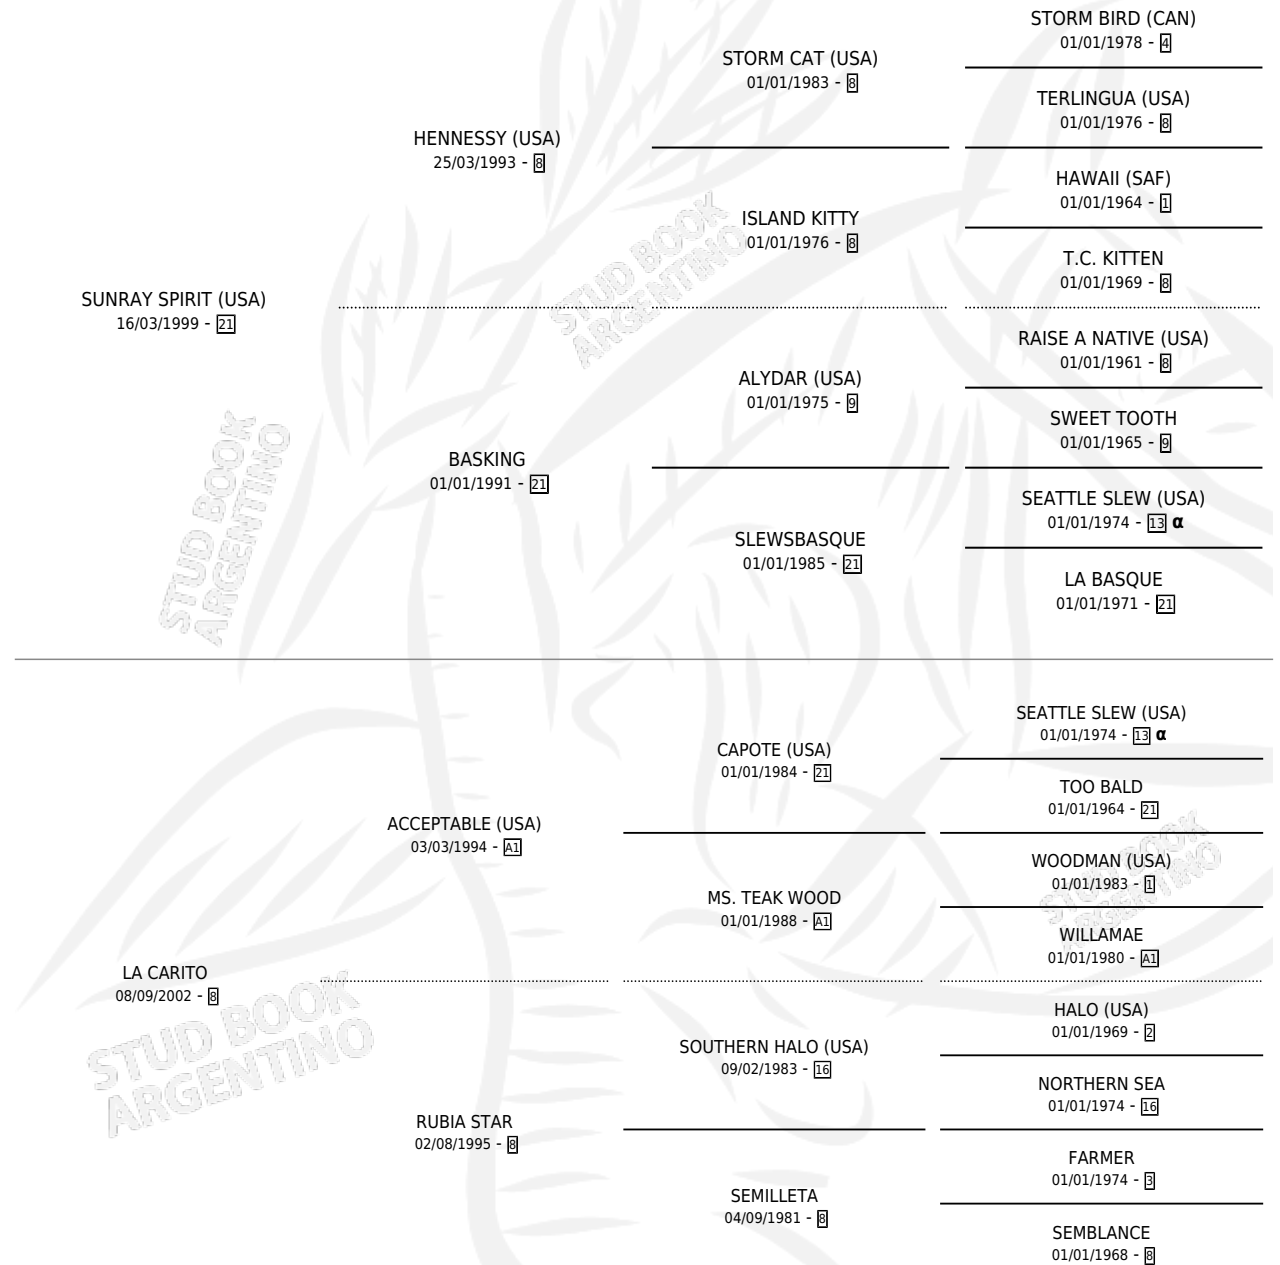 SUNRAY SPIRIT (USA)
16/03/1999 - 21
HENNESSY (USA)
25/03/1993 - 8
STORM CAT (USA)
01/01/1983 - 8
STORM BIRD (CAN)
01/01/1978 - 4
TERLINGUA (USA)
01/01/1976 - 8
ISLAND KITTY
01/01/1976 - 8
HAWAII (SAF)
01/01/1964 - 1
T.C. KITTEN
01/01/1969 - 8
BASKING
01/01/1991 - 21
ALYDAR (USA)
01/01/1975 - 9
RAISE A NATIVE (USA)
01/01/1961 - 8
SWEET TOOTH
01/01/1965 - 9
SLEWSBASQUE
01/01/1985 - 21
SEATTLE SLEW (USA)
01/01/1974 - 13 α
LA BASQUE
01/01/1971 - 21
LA CARITO
08/09/2002 - 8
ACCEPTABLE (USA)
03/03/1994 - A1
CAPOTE (USA)
01/01/1984 - 21
SEATTLE SLEW (USA)
01/01/1974 - 13 α
TOO BALD
01/01/1964 - 21
MS. TEAK WOOD
01/01/1988 - A1
WOODMAN (USA)
01/01/1983 - 1
WILLAMAE
01/01/1980 - A1
RUBIA STAR
02/08/1995 - 8
SOUTHERN HALO (USA)
09/02/1983 - 16
HALO (USA)
01/01/1969 - 2
NORTHERN SEA
01/01/1974 - 16
SEMILLETA
04/09/1981 - 8
FARMER
01/01/1974 - 3
SEMBLANCE
01/01/1968 - 8
STUD BOOK
ARGENTINO
STUD BOOK
ARGENTINO
STUD BOOK
ARGENTINO
STUD BOOK
ARGENTINO